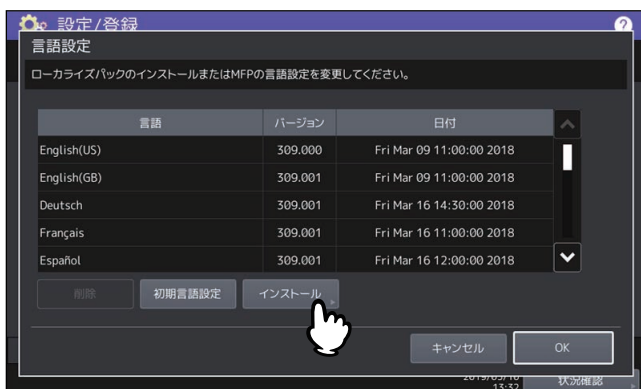 設定/登録
?
言語設定
ローカライズパックのインストールまたはMFPの言語設定を変更してください。
言語 バージョン 日付
English(US) 309.000 Fri Mar 09 11:00:00 2018
English(GB) 309.001 Fri Mar 09 11:00:00 2018
Deutsch 309.001 Fri Mar 16 14:30:00 2018
Français 309.001 Fri Mar 16 11:00:00 2018
Español 309.001 Fri Mar 16 12:00:00 2018
削除 初期言語設定 インストール
キャンセル OK
13:32 状況確認